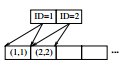 ID=1 ID=2
(1,1) (2,2) ...